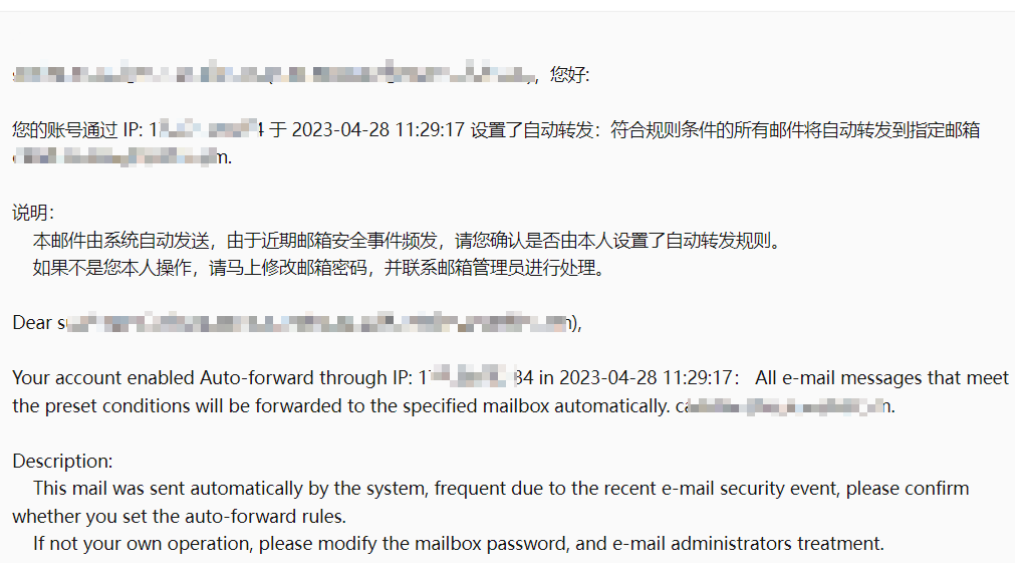 ，您好:
您的账号通过 IP: 1 4 于 2023-04-28 11:29:17 设置了自动转发：符合规则条件的所有邮件将自动转发到指定邮箱
m.
说明：
本邮件由系统自动发送，由于近期邮箱安全事件频发，请您确认是否由本人设置了自动转发规则。
如果不是您本人操作，请马上修改邮箱密码，并联系邮箱管理员进行处理。
Dear s ),
Your account enabled Auto-forward through IP: 1 34 in 2023-04-28 11:29:17： All e-mail messages that meet
the preset conditions will be forwarded to the specified mailbox automatically. c n.
Description:
This mail was sent automatically by the system, frequent due to the recent e-mail security event, please confirm
whether you set the auto-forward rules.
If not your own operation, please modify the mailbox password, and e-mail administrators treatment.